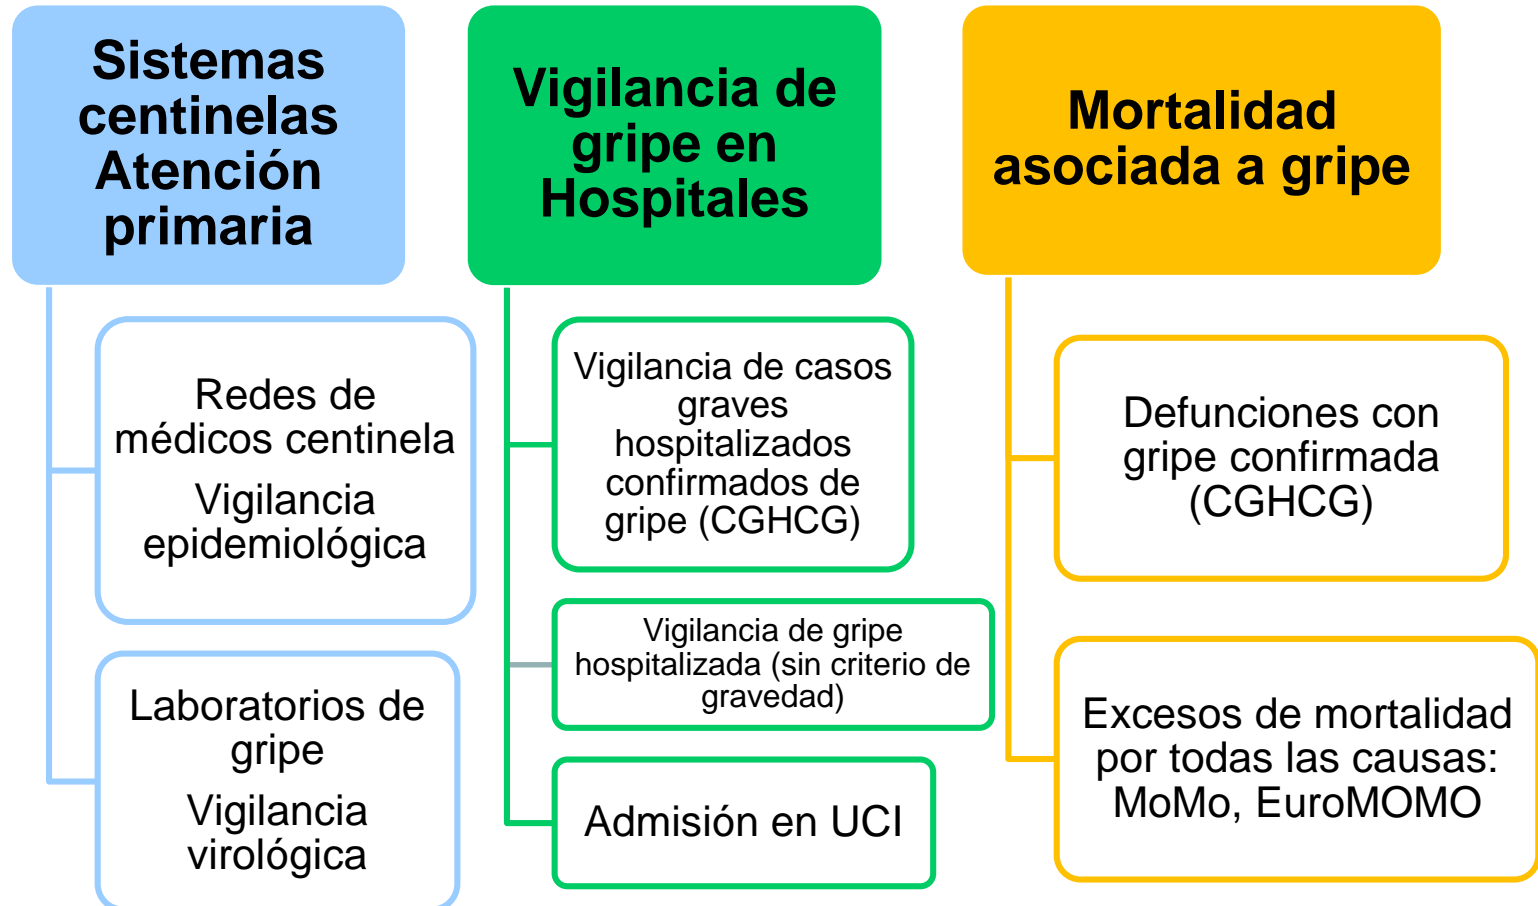 Sistemas
centinelas
Atención
primaria
Redes de
médicos centinela
Vigilancia
epidemiológica
Laboratorios de
gripe
Vigilancia
virológica
Vigilancia de
gripe en
Hospitales
Vigilancia de casos
graves
hospitalizados
confirmados de
gripe (CGHCG)
Vigilancia de gripe
hospitalizada (sin criterio de
gravedad)
Admisión en UCI
Mortalidad
asociada a gripe
Defunciones con
gripe confirmada
(CGHCG)
Excesos de mortalidad
por todas las causas:
MoMo, EuroMOMO